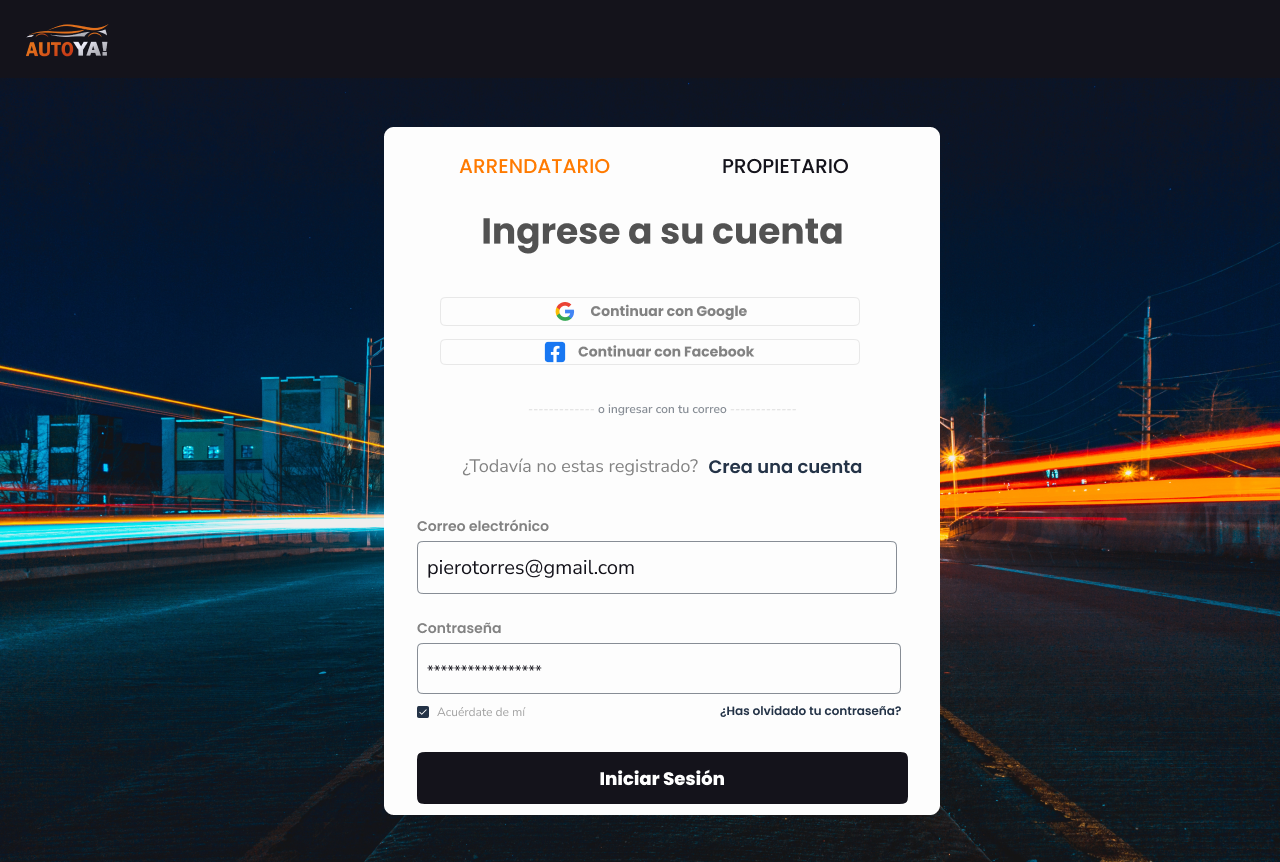 AUTOYA!
ARRENDATARIO PROPIETARIO
Ingrese a su cuenta
Continuar con Google
Continuar con Facebook
------------- o ingresar con tu correo -------------
¿Todavía no estas registrado? Crea una cuenta
Correo electrónico
pierotorres@gmail.com
Contraseña
*****************
Acuérdate de mí ¿Has olvidado tu contraseña?
Iniciar Sesión